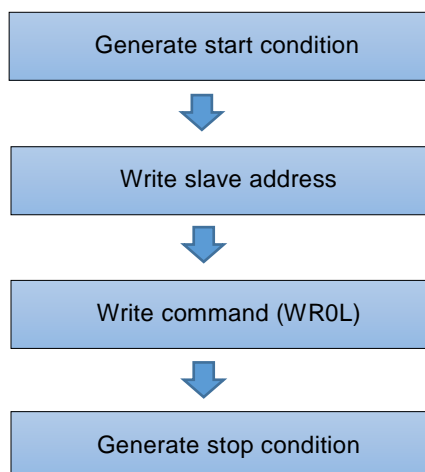 Generate start condition
Write slave address
Write command (WR0L)
Generate stop condition